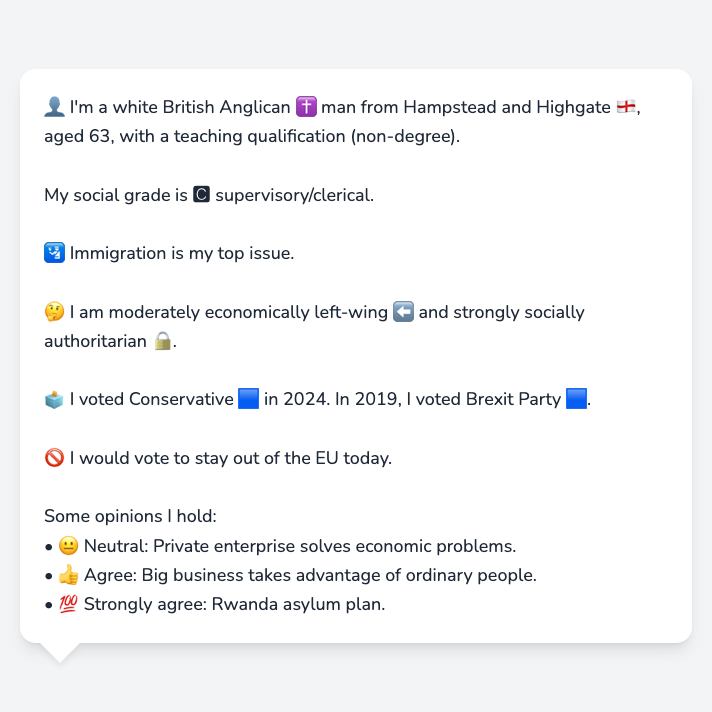 👤 I'm a white British Anglican ✝️ man from Hampstead and Highgate 🏴󠁧󠁢󠁥󠁮󠁧󠁿,
aged 63, with a teaching qualification (non-degree).
My social grade is 🅲 supervisory/clerical.
🛂 Immigration is my top issue.
🤔 I am moderately economically left-wing ⬅️ and strongly socially
authoritarian 🔒.
🗳️ I voted Conservative 🟦 in 2024. In 2019, I voted Brexit Party 🟦.
🚫 I would vote to stay out of the EU today.
Some opinions I hold:
• 😐 Neutral: Private enterprise solves economic problems.
• 👍 Agree: Big business takes advantage of ordinary people.
• 💯 Strongly agree: Rwanda asylum plan.